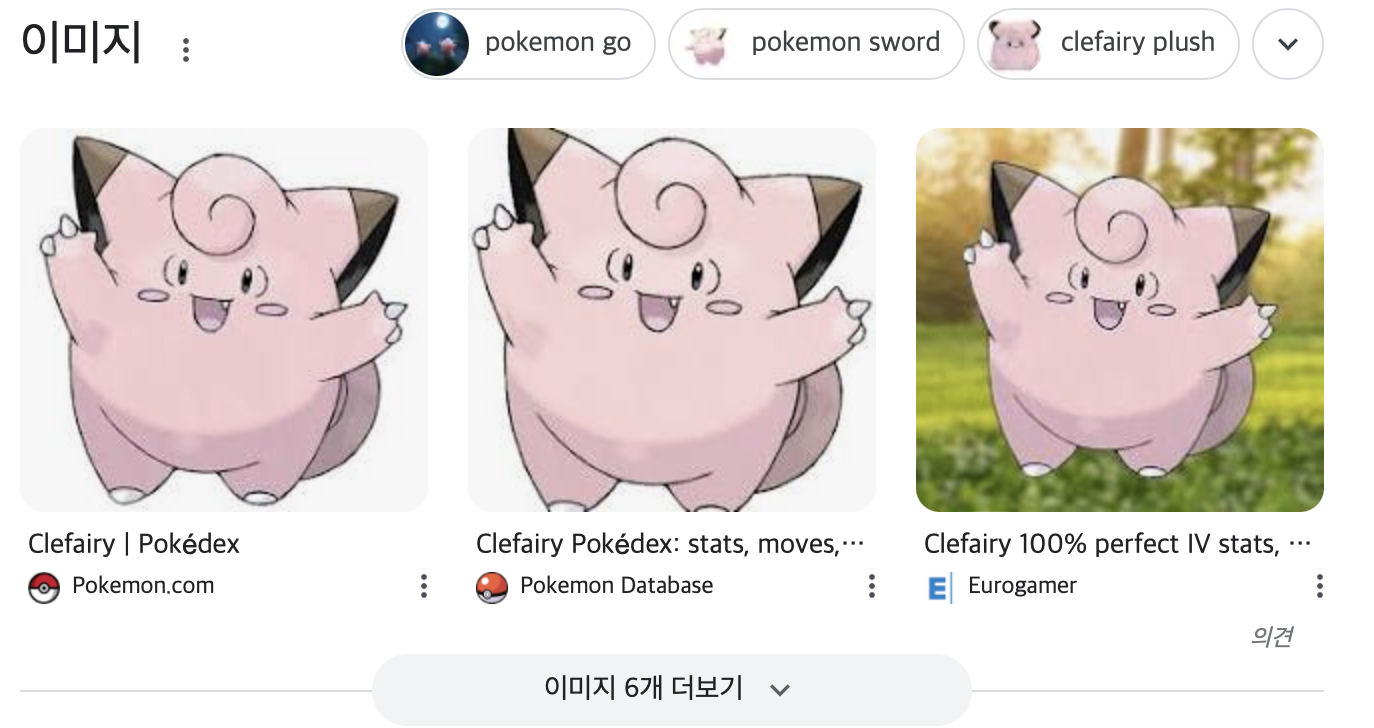 이미지
pokemon go
pokemon sword
clefairy plush
Clefairy | Pokédex
Pokemon.com
Clefairy Pokédex: stats, moves,…
Pokemon Database
Clefairy 100% perfect IV stats, …
E Eurogamer
의견
이미지 6개 더보기